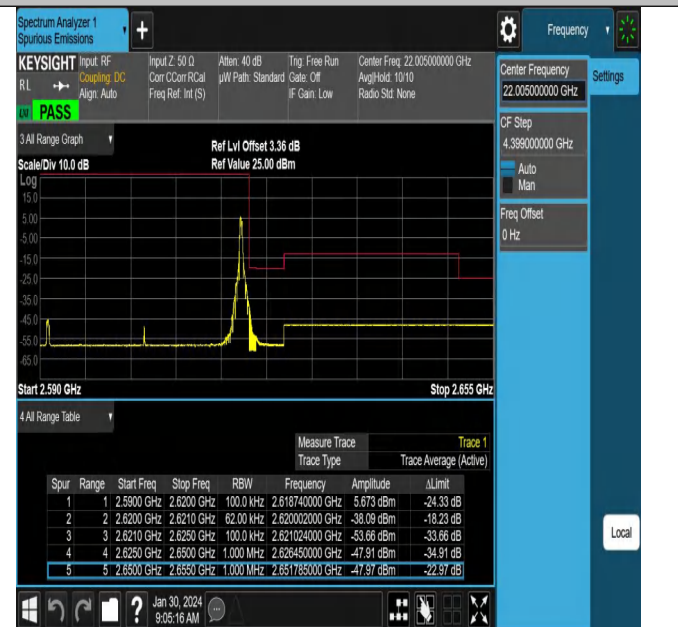 Spectrum Analyzer 1
Spurious Emissions
+
Frequency
KEYSIGHT Input: RF Input Z: 50 Ω Atten: 40 dB Trig: Free Run Center Freq: 22.005000000 GHz
RL Coupling: DC Corr CCorr RCal µW Path: Standard Gate: Off Avg|Hold: 10/10
Align: Auto Freq Ref: Int (S) IF Gain: Low Radio Std: None
PASS
Center Frequency
22.005000000 GHz
Settings
CF Step
4.399000000 GHz
Auto
Man
Freq Offset
0 Hz
3 All Range Graph
Ref Lvl Offset 3.36 dB
Scale/Div 10.0 dB Ref Value 25.00 dBm
Log
15.0
5.00
-5.00
-15.0
-25.0
-35.0
-45.0
-55.0
-65.0
Start 2.590 GHz Stop 2.655 GHz
4 All Range Table
Measure Trace Trace 1
Trace Type Trace Average (Active)
Spur Range Start Freq Stop Freq RBW Frequency Amplitude ΔLimit
1 1 2.5900 GHz 2.6200 GHz 100.0 kHz 2.618740000 GHz 5.673 dBm -24.33 dB
2 2 2.6200 GHz 2.6210 GHz 62.00 kHz 2.620002000 GHz -38.09 dBm -18.23 dB
3 3 2.6210 GHz 2.6250 GHz 100.0 kHz 2.621024000 GHz -53.66 dBm -33.66 dB
4 4 2.6250 GHz 2.6500 GHz 1.000 MHz 2.626450000 GHz -47.91 dBm -34.91 dB
5 5 2.6500 GHz 2.6550 GHz 1.000 MHz 2.651785000 GHz -47.97 dBm -22.97 dB
Local
?
Jan 30, 2024
9:05:16 AM